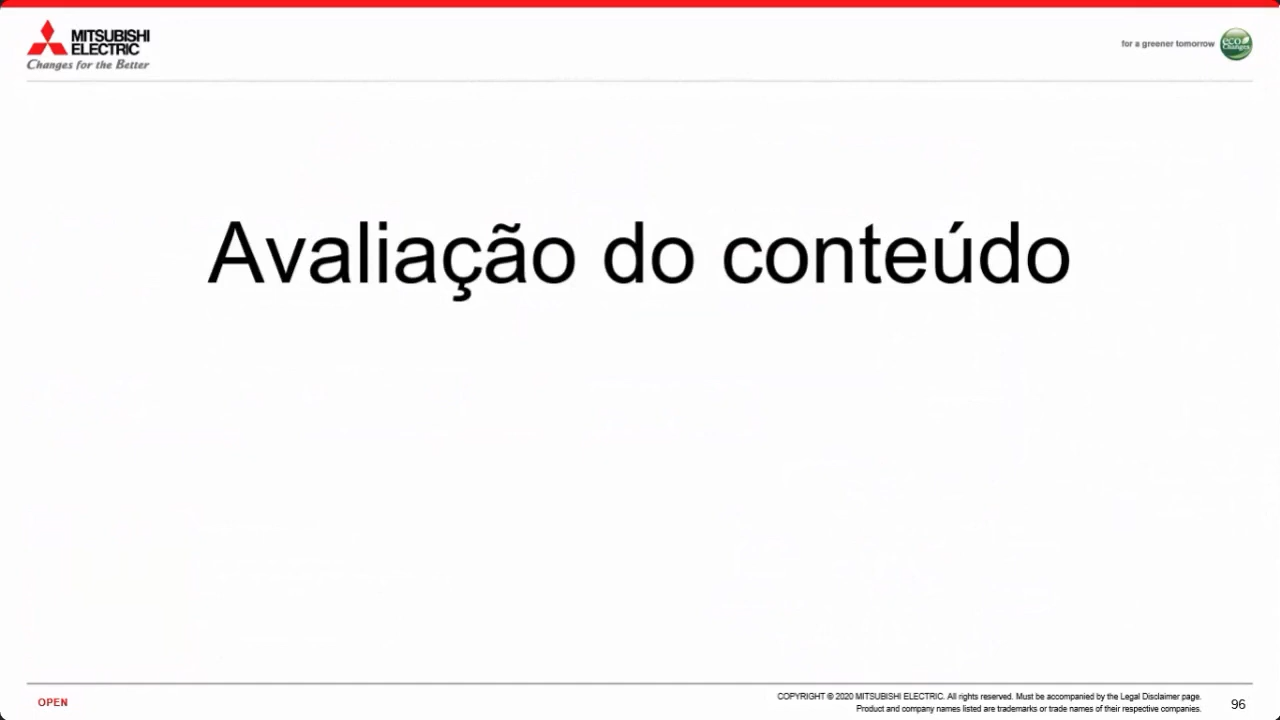 MITSUBISHI
ELECTRIC
Changes for the Better
for a greener tomorrow
eco
Changes
Avaliação do conteúdo
OPEN
COPYRIGHT © 2020 MITSUBISHI ELECTRIC. All rights reserved. Must be accompanied by the Legal Disclaimer page.
Product and company names listed are trademarks or trade names of their respective companies.
96